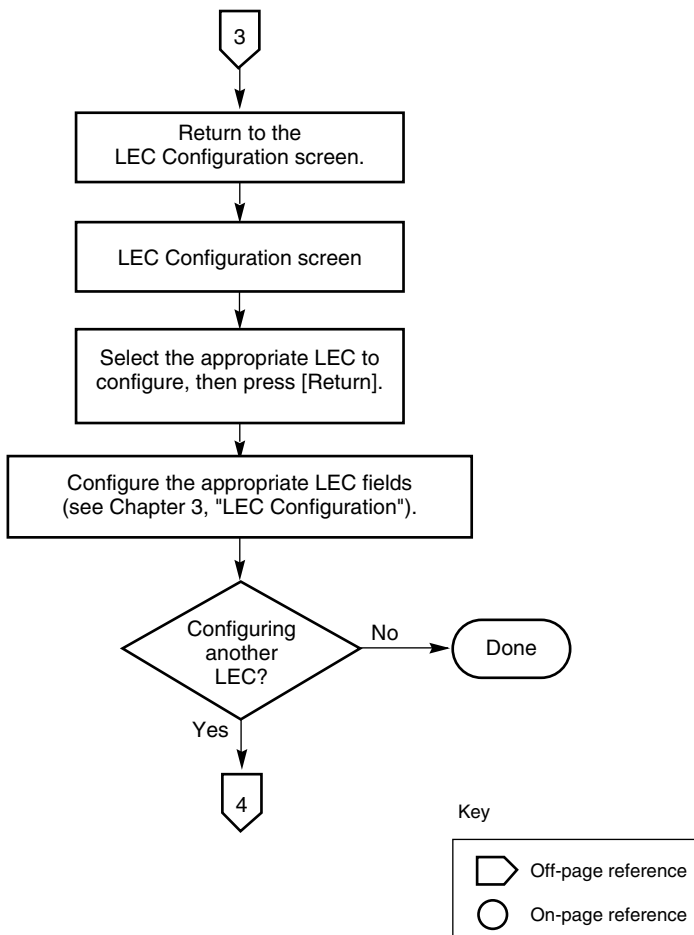 3
Return to the
LEC Configuration screen.
LEC Configuration screen
Select the appropriate LEC to
configure, then press [Return].
Configure the appropriate LEC fields
(see Chapter 3, "LEC Configuration").
Configuring
another
LEC?
No
Done
Yes
4
Key
Off-page reference
On-page reference